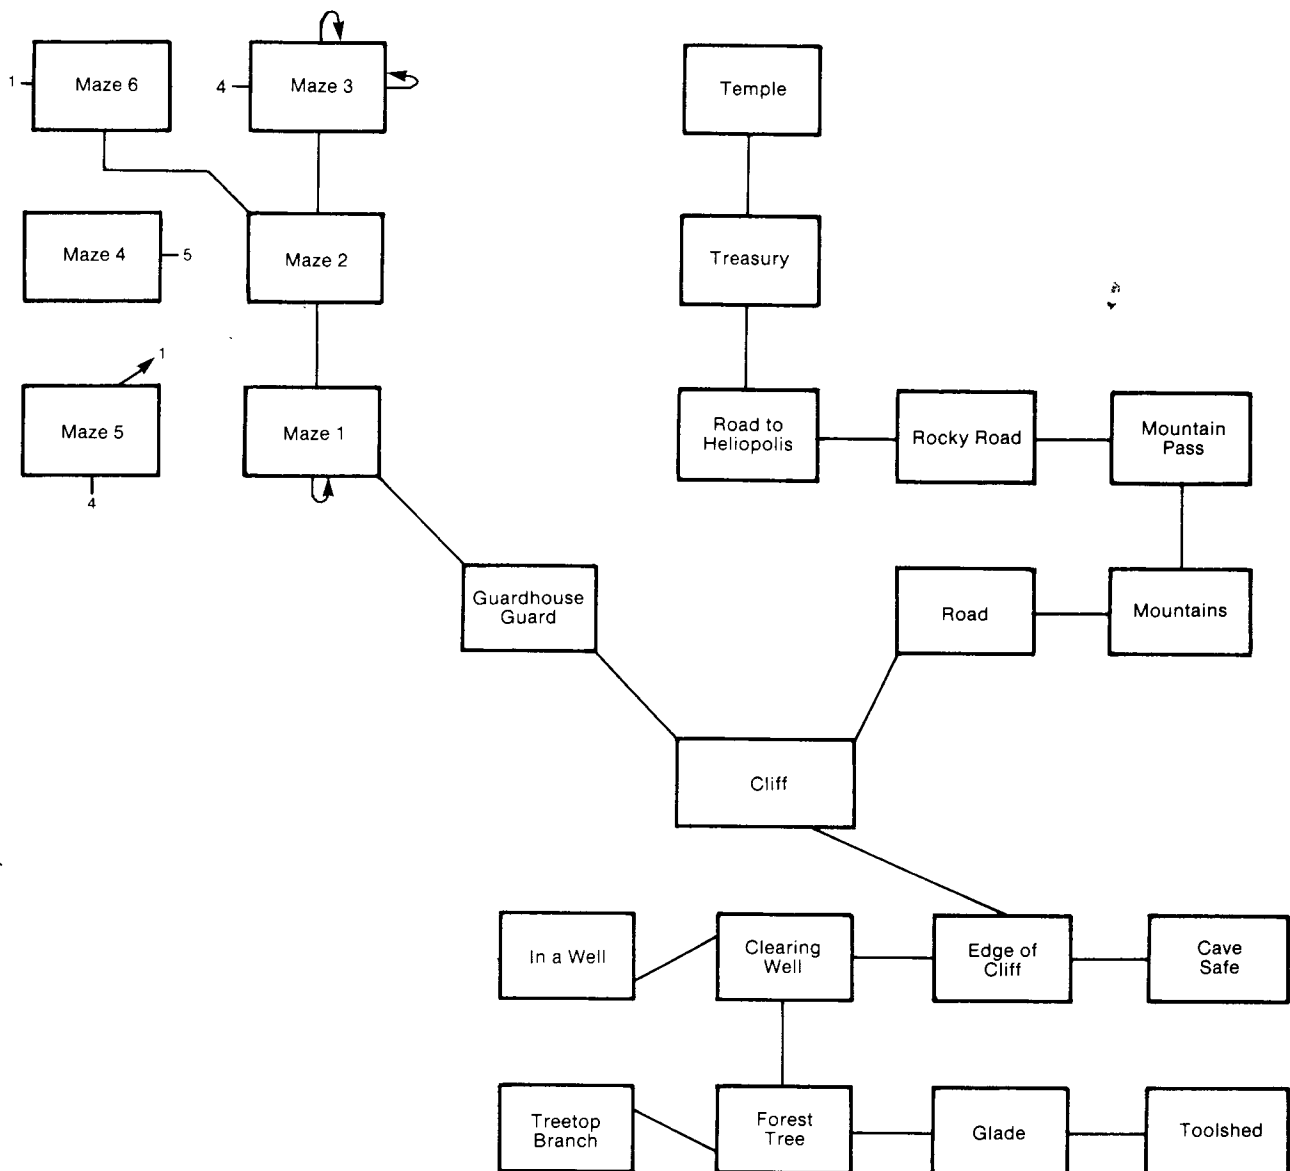 1
Maze 6
4
Maze 3
Temple
Maze 4
5
Maze 2
Treasury
1
Maze 5
4
Maze 1
Road to
Heliopolis
Rocky Road
Mountain
Pass
Guardhouse
Guard
Road
Mountains
Cliff
In a Well
Clearing
Well
Edge of
Cliff
Cave
Safe
Treetop
Branch
Forest
Tree
Glade
Toolshed